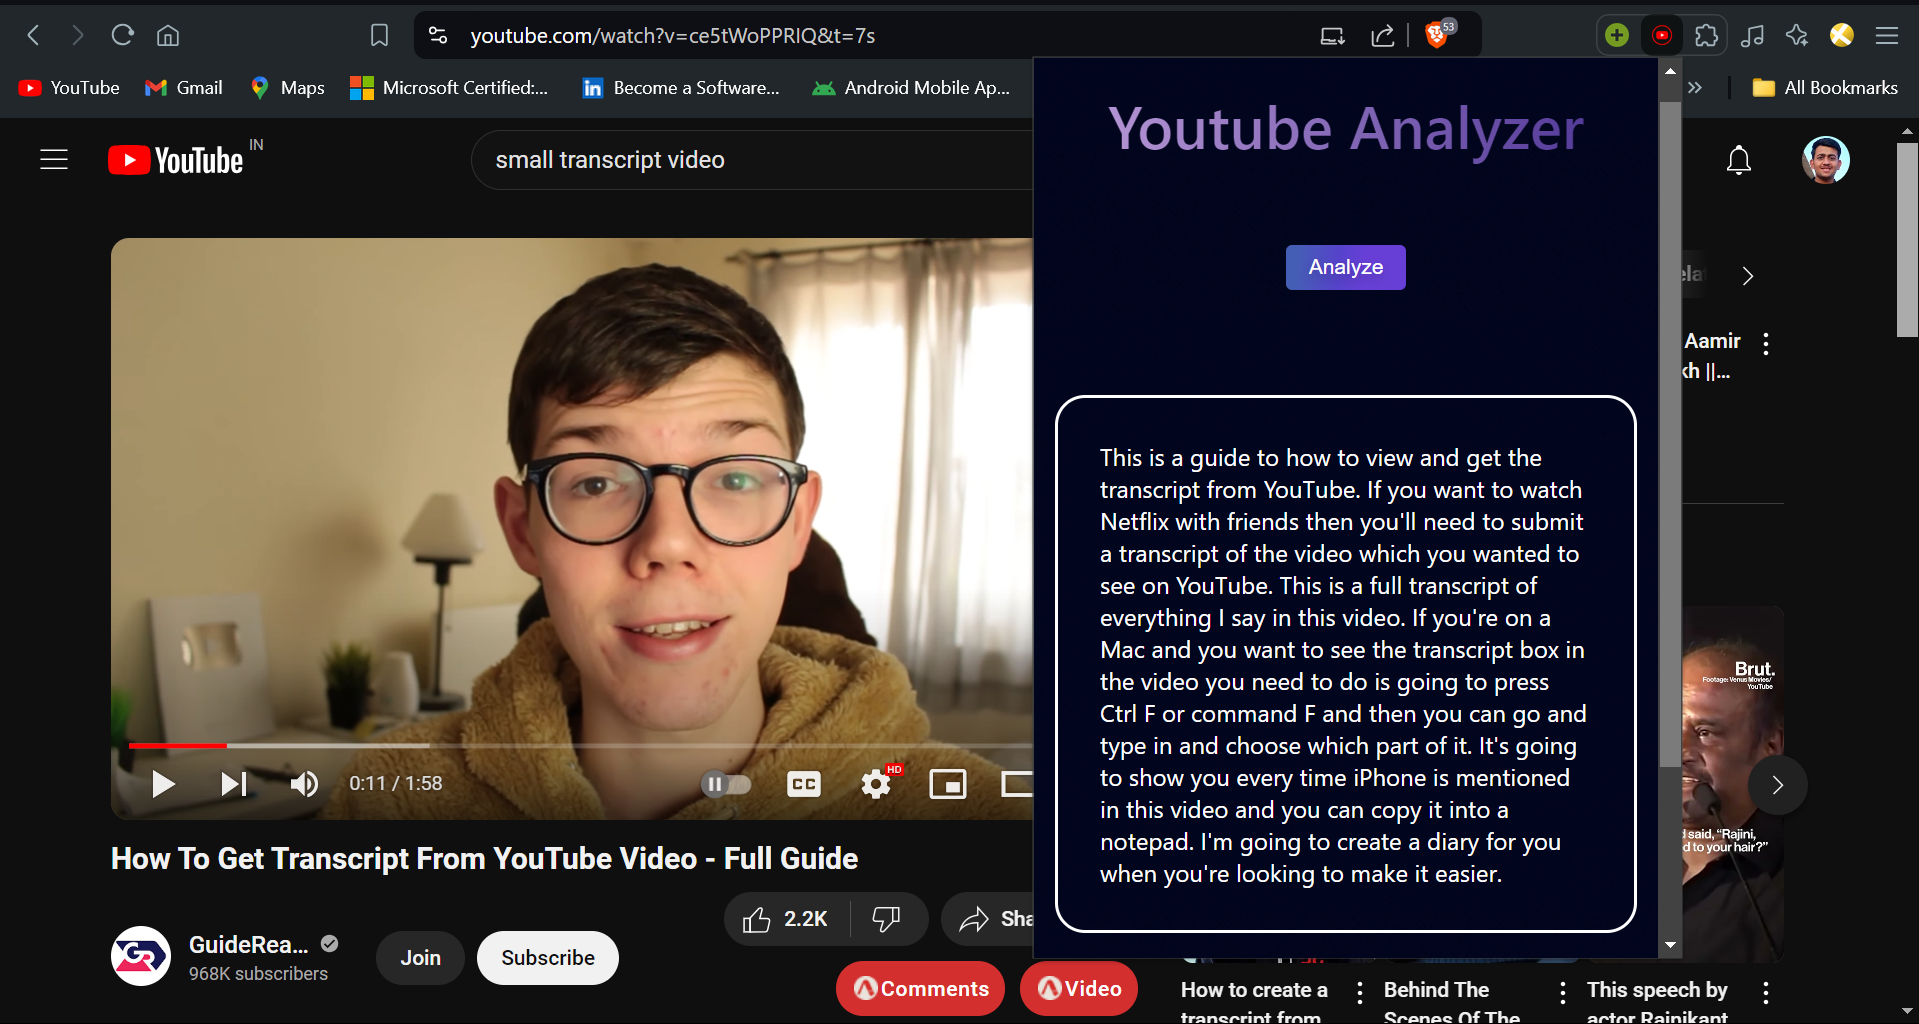 youtube.com/watch?v=ce5tWoPPRIQ&t=7s
53
YouTube
Gmail
Maps
Microsoft Certified:...
Become a Software...
Android Mobile Ap...
All Bookmarks
YouTube IN
small transcript video
Youtube Analyzer
Analyze
This is a guide to how to view and get the
transcript from YouTube. If you want to watch
Netflix with friends then you'll need to submit
a transcript of the video which you wanted to
see on YouTube. This is a full transcript of
everything I say in this video. If you're on a
Mac and you want to see the transcript box in
the video you need to do is going to press
Ctrl F or command F and then you can go and
type in and choose which part of it. It's going
to show you every time iPhone is mentioned
in this video and you can copy it into a
notepad. I'm going to create a diary for you
when you're looking to make it easier.
Aamir
kh ||...
Brut.
Footage: Venus Movies/
YouTube
said, "Rajini,
d to your hair?"
0:11 / 1:58
CC
HD
How To Get Transcript From YouTube Video - Full Guide
2.2K
Sha
GR
GuideRea...
968K subscribers
Join
Subscribe
Comments
Video
How to create a
transcript from
Behind The
Scenes Of The
This speech by
actor Rajinikant